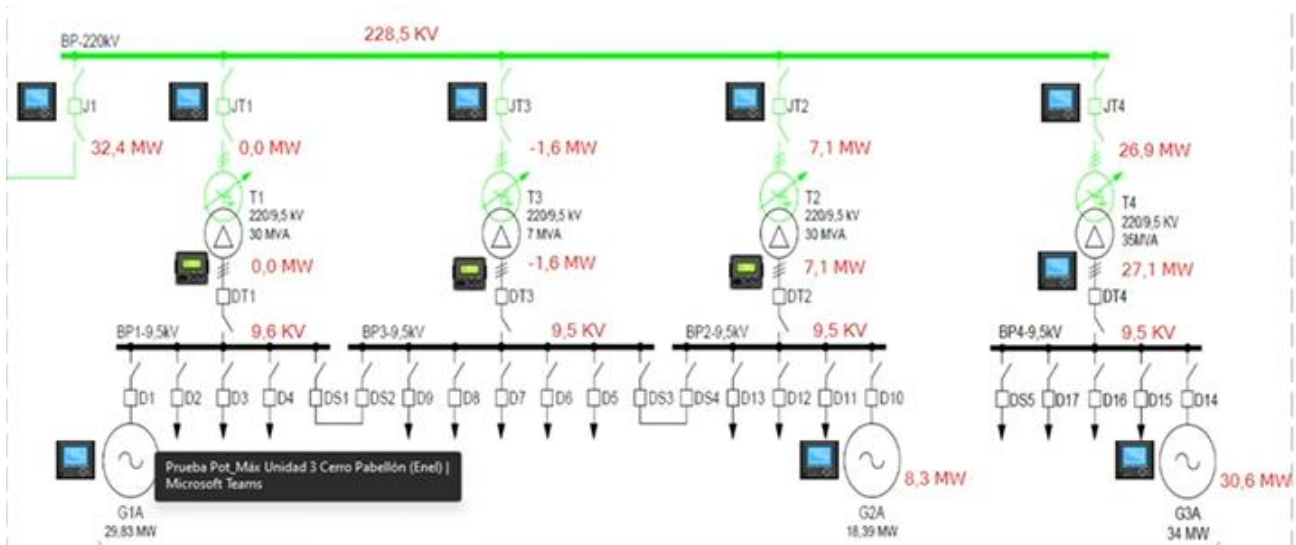 BP-220kV 228,5 KV
J1 JT1 JT3 JT2 JT4
32,4 MW 0,0 MW -1,6 MW 7,1 MW 26,9 MW
T1 T3 T2 T4
220/9,5 kV 220/9,5 kV 220/9,5 kV 220/9,5 KV
30 MVA 7 MVA 30 MVA 35MVA
0,0 MW -1,6 MW 7,1 MW 27,1 MW
DT1 DT3 DT2 DT4
BP1-9,5kV 9,6 KV BP3-9,5kV 9,5 KV BP2-9,5kV 9,5 KV BP4-9,5kV 9,5 KV
D1 D2 D3 D4 DS1 DS2 D9 D8 D7 D6 D5 DS3 DS4 D13 D12 D11 D10 DS5 D17 D16 D15 D14
Prueba Pot_Máx Unidad 3 Cerro Pabellón (Enel) |
Microsoft Teams
8,3 MW 30,6 MW
G1A G2A G3A
29,83 MW 18,39 MW 34 MW